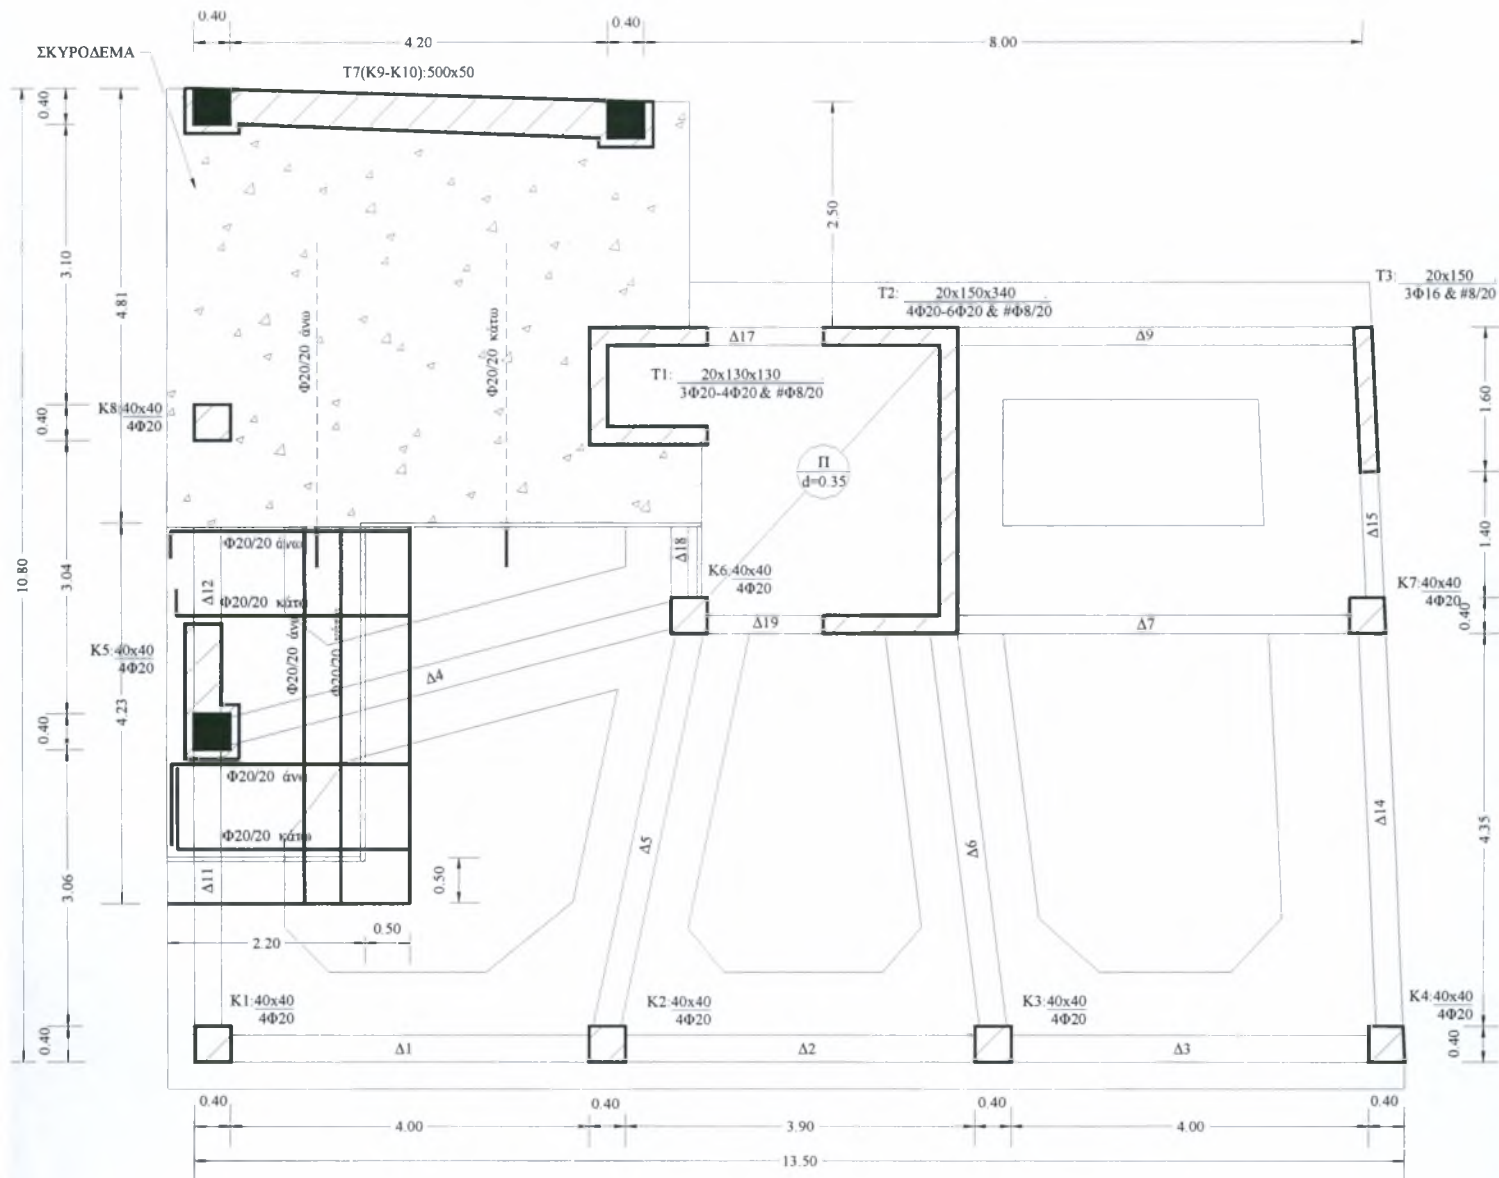 0.40
0.40
4.20
8.00
ΣΚΥΡΟΔΕΜΑ
T7(K9-K10):500x50
0.40
3.10
4.81
2.50
T3: 20x150
3Φ16 & #8/20
T2: 20x150x340
4Φ20-6Φ20 & #Φ8/20
Δ17
Δ9
Φ20/20 άνω
Φ20/20 κάτω
T1: 20x130x130
3Φ20-4Φ20 & #Φ8/20
1.60
K8:40x40
4Φ20
0.40
Π
d=0.35
10.80
3.04
Φ20/20 άνω
Δ18
Δ15
1.40
Δ12
Φ20/20 κάτω
K6:40x40
4Φ20
K7:40x40
4Φ20
0.40
Δ19
Δ7
K5:40x40
4Φ20
Φ20/20 άνω
Φ20/20 κάτω
Δ4
4.23
0.40
Φ20/20 άνω
Φ20/20 κάτω
Δ5
Δ6
Δ14
4.35
3.06
Δ11
0.50
2.20
0.50
K1:40x40
4Φ20
K2:40x40
4Φ20
K3:40x40
4Φ20
K4:40x40
4Φ20
0.40
Δ1
Δ2
Δ3
0.40
0.40
0.40
0.40
0.40
4.00
3.90
4.00
13.50